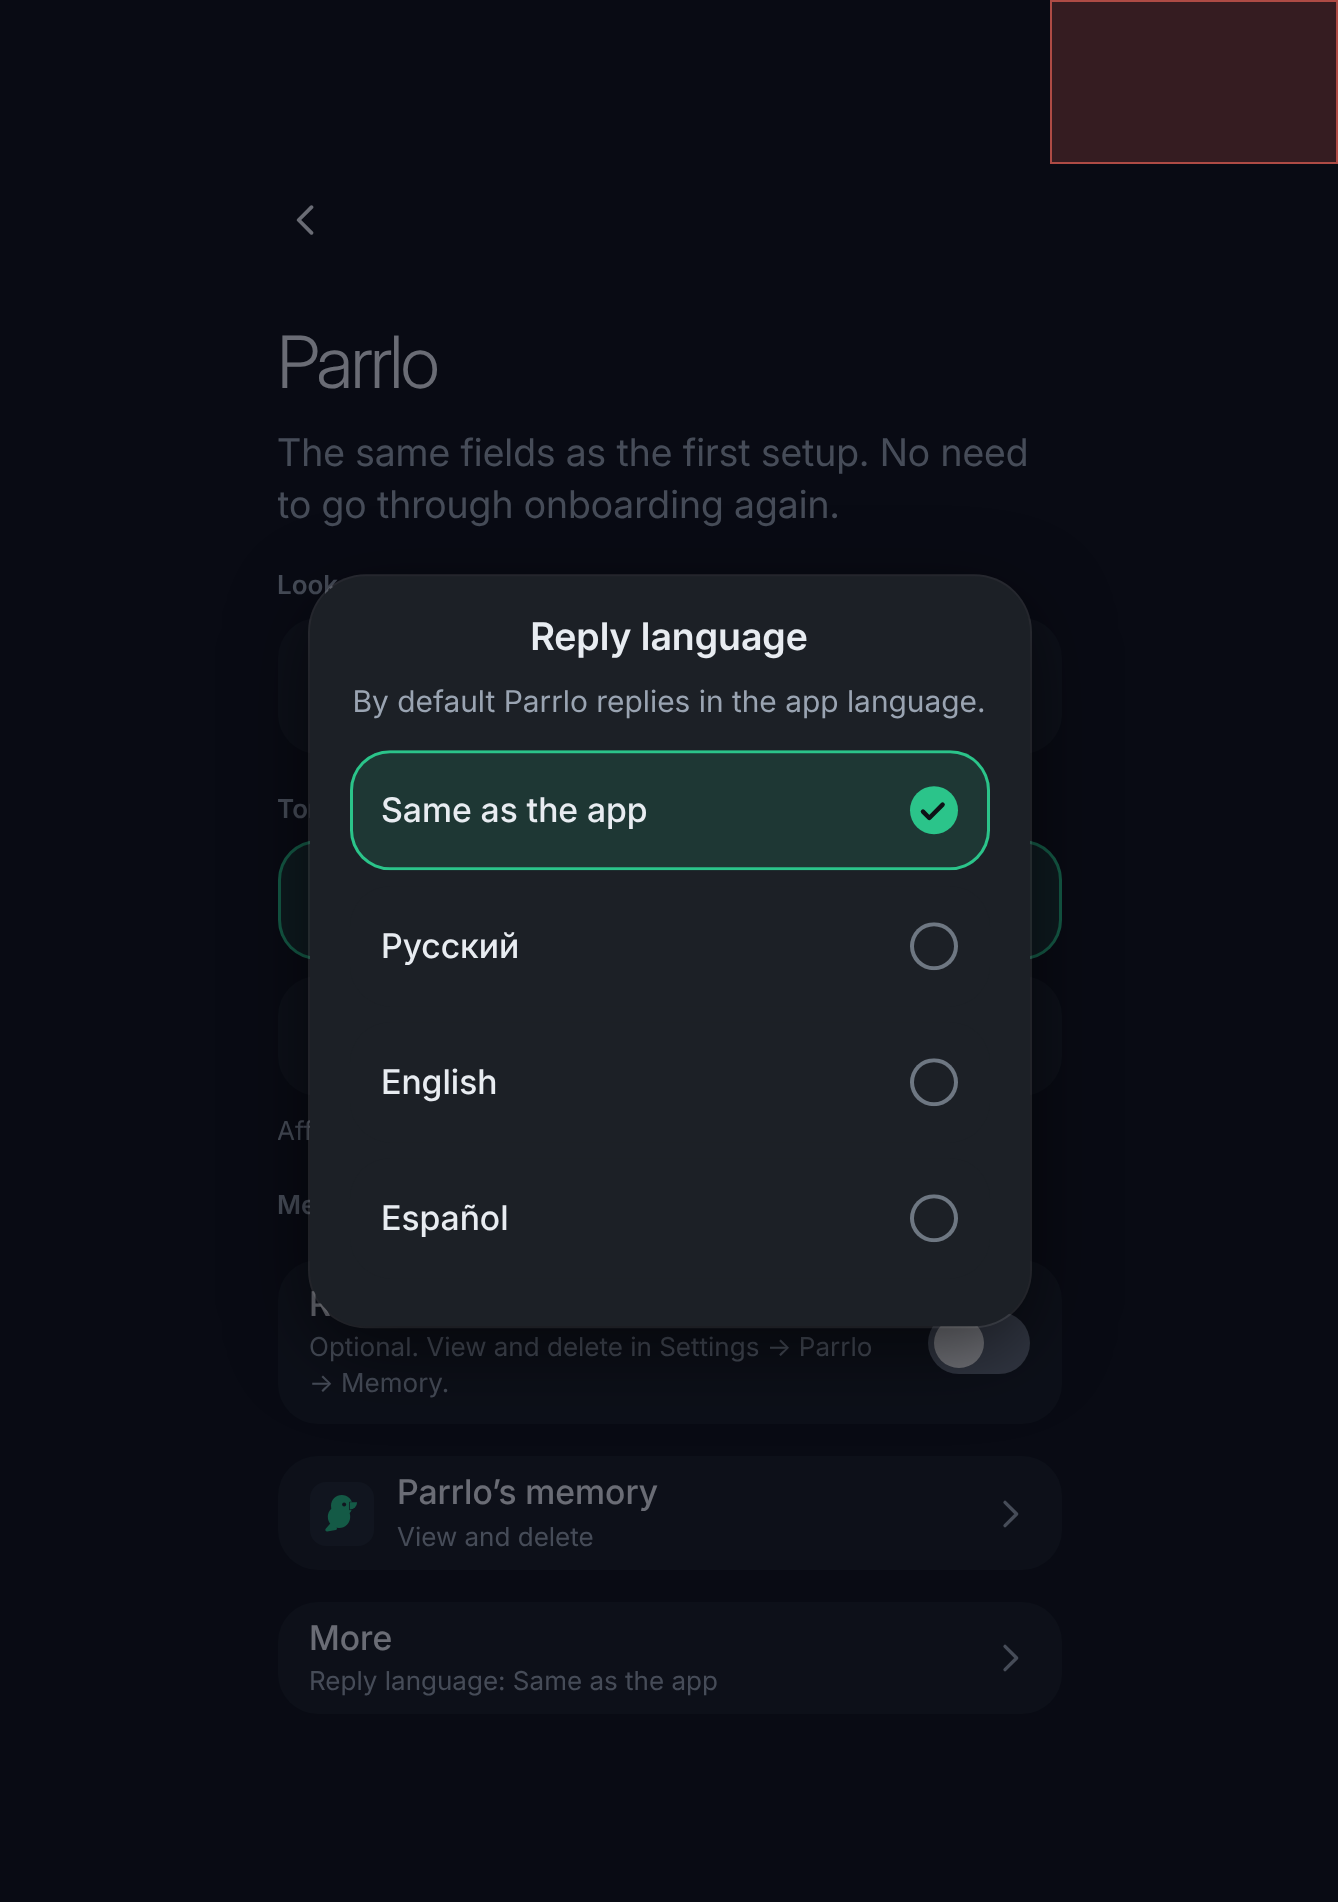 Parrlo
The same fields as the first setup. No need
to go through onboarding again.
Look
Reply language
By default Parrlo replies in the app language.
Same as the app
Русский
English
Español
Optional. View and delete in Settings → Parrlo
→ Memory.
Parrlo’s memory
View and delete
More
Reply language: Same as the app